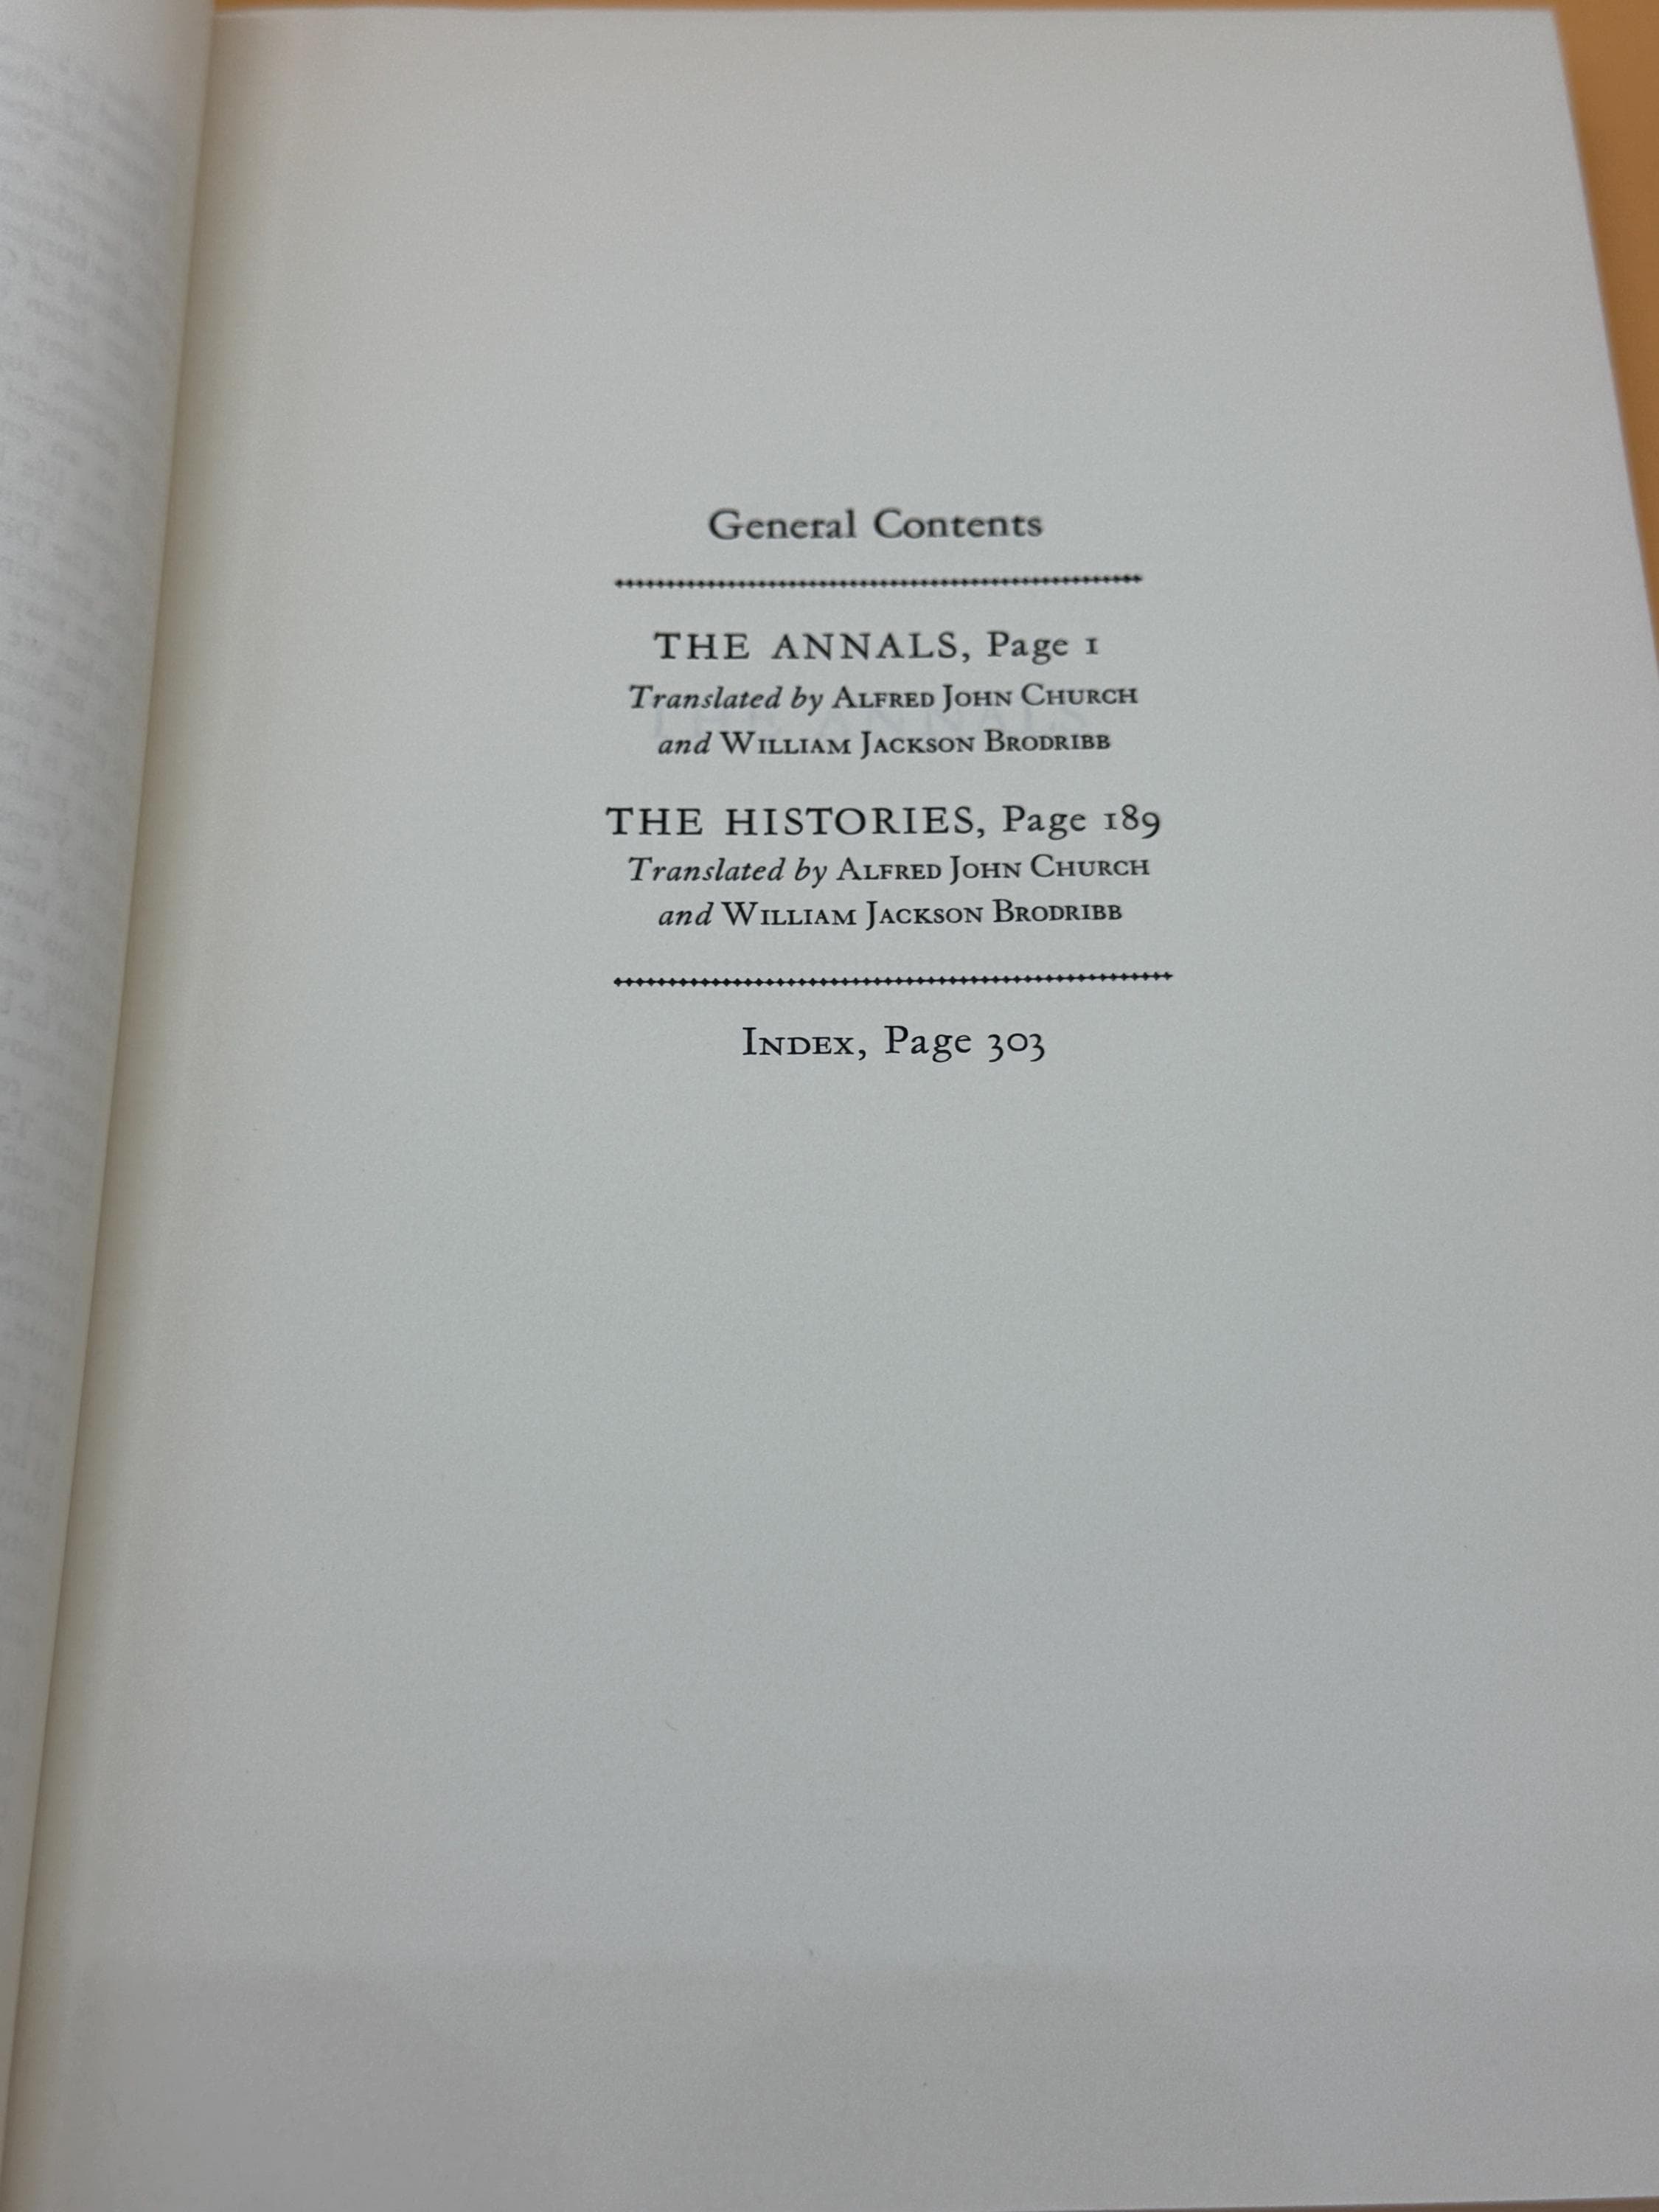 General Contents
THE ANNALS, Page 1
Translated by ALFRED JOHN CHURCH
and WILLIAM JACKSON BRODRIBB
THE HISTORIES, Page 189
Translated by ALFRED JOHN CHURCH
and WILLIAM JACKSON BRODRIBB
INDEX, Page 303